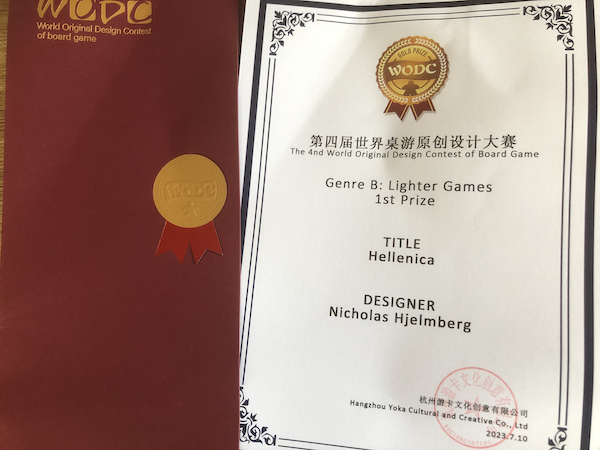 WODC
World Original Design Contest
of board game
WODC
GOLD PRIZE
WODC
第四届世界桌游原创设计大赛
The 4nd World Original Design Contest of Board Game
Genre B: Lighter Games
1st Prize
TITLE
Hellenica
DESIGNER
Nicholas Hjelmberg
杭州游卡文化创意有限公司
Hangzhou Yoka Cultural and Creative Co., Ltd
2023.7.10